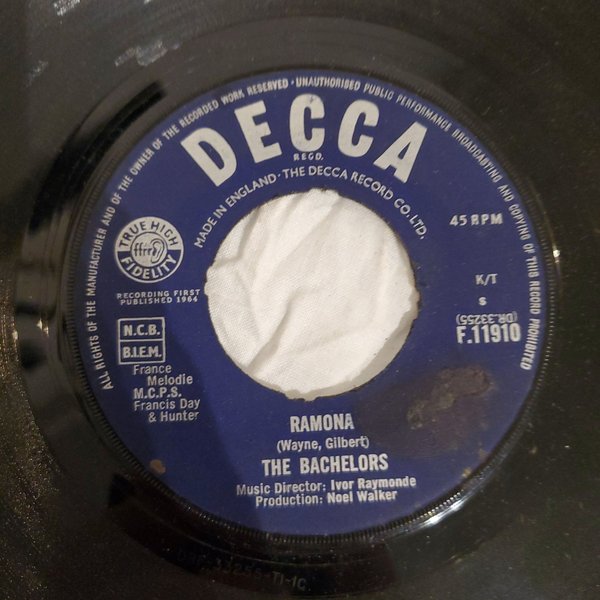 ALL RIGHTS OF THE MANUFACTURER AND OF THE OWNER OF THE RECORDED WORK RESERVED · UNAUTHORISED PUBLIC PERFORMANCE BROADCASTING AND COPYING OF THIS RECORD PROHIBITED
DECCA
REGD.
MADE IN ENGLAND · THE DECCA RECORD CO. LTD.
45 RPM
TRUE HIGH
ffrr
FIDELITY
RECORDING FIRST
PUBLISHED 1964
K/T
s
(DR.33255)
F.11910
N.C.B.
B.I.E.M.
France
Melodie
M.C.P.S.
Francis Day
& Hunter
RAMONA
(Wayne, Gilbert)
THE BACHELORS
Music Director: Ivor Raymonde
Production: Noel Walker